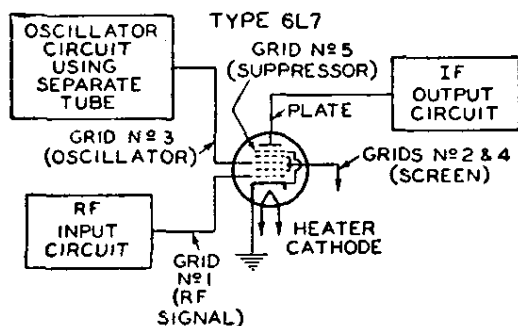 TYPE 6L7
OSCILLATOR
CIRCUIT
USING
SEPARATE
TUBE
GRID Nº 5
(SUPPRESSOR)
IF
OUTPUT
CIRCUIT
PLATE
GRID Nº 3
(OSCILLATOR)
GRIDS Nº 2 & 4
(SCREEN)
RF
INPUT
CIRCUIT
HEATER
CATHODE
GRID
Nº 1
(RF
SIGNAL)